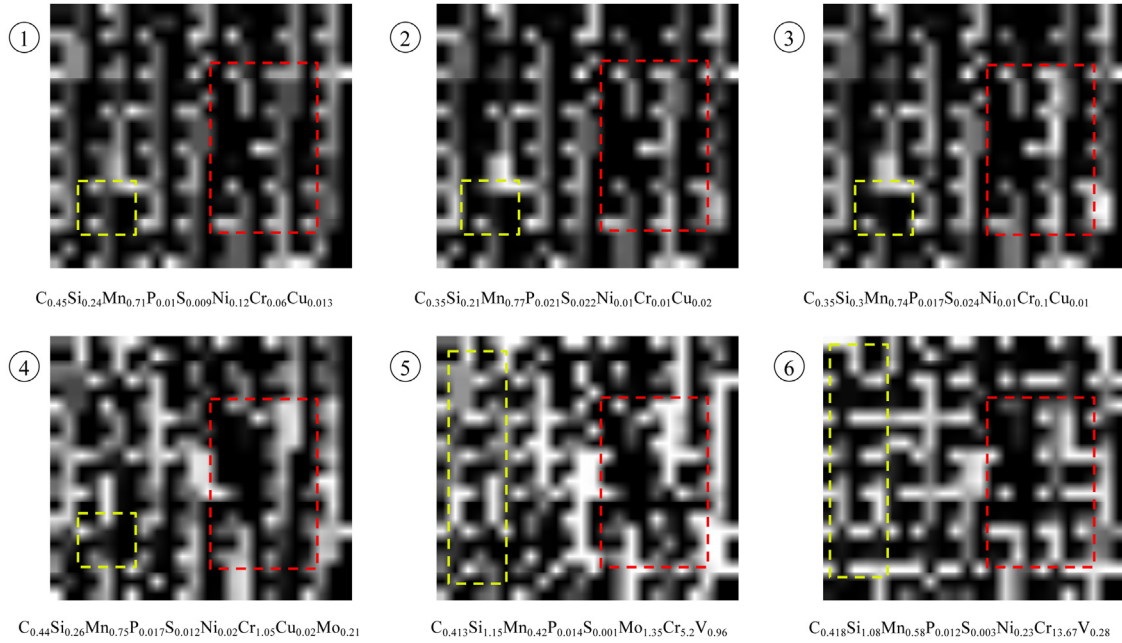 ① ② ③
C0.45Si0.24Mn0.71P0.01S0.009Ni0.12Cr0.06Cu0.013
C0.35Si0.21Mn0.77P0.021S0.022Ni0.01Cr0.01Cu0.02
C0.35Si0.3Mn0.74P0.017S0.024Ni0.01Cr0.1Cu0.01
④ ⑤ ⑥
C0.44Si0.26Mn0.75P0.017S0.012Ni0.02Cr1.05Cu0.02Mo0.21
C0.413Si1.15Mn0.42P0.014S0.001Mo1.35Cr5.2V0.96
C0.418Si1.08Mn0.58P0.012S0.003Ni0.23Cr13.67V0.28